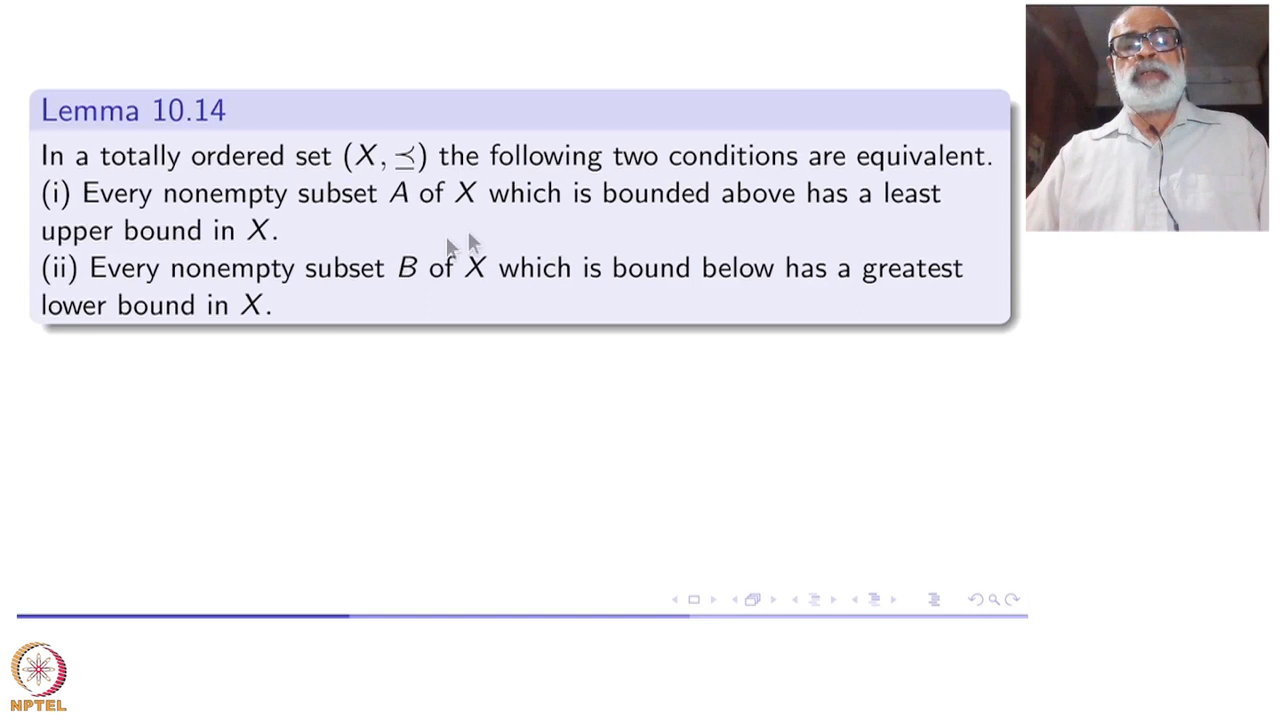 Lemma 10.14
In a totally ordered set (X, ⪯) the following two conditions are equivalent.
(i) Every nonempty subset A of X which is bounded above has a least
upper bound in X.
(ii) Every nonempty subset B of X which is bound below has a greatest
lower bound in X.
NPTEL